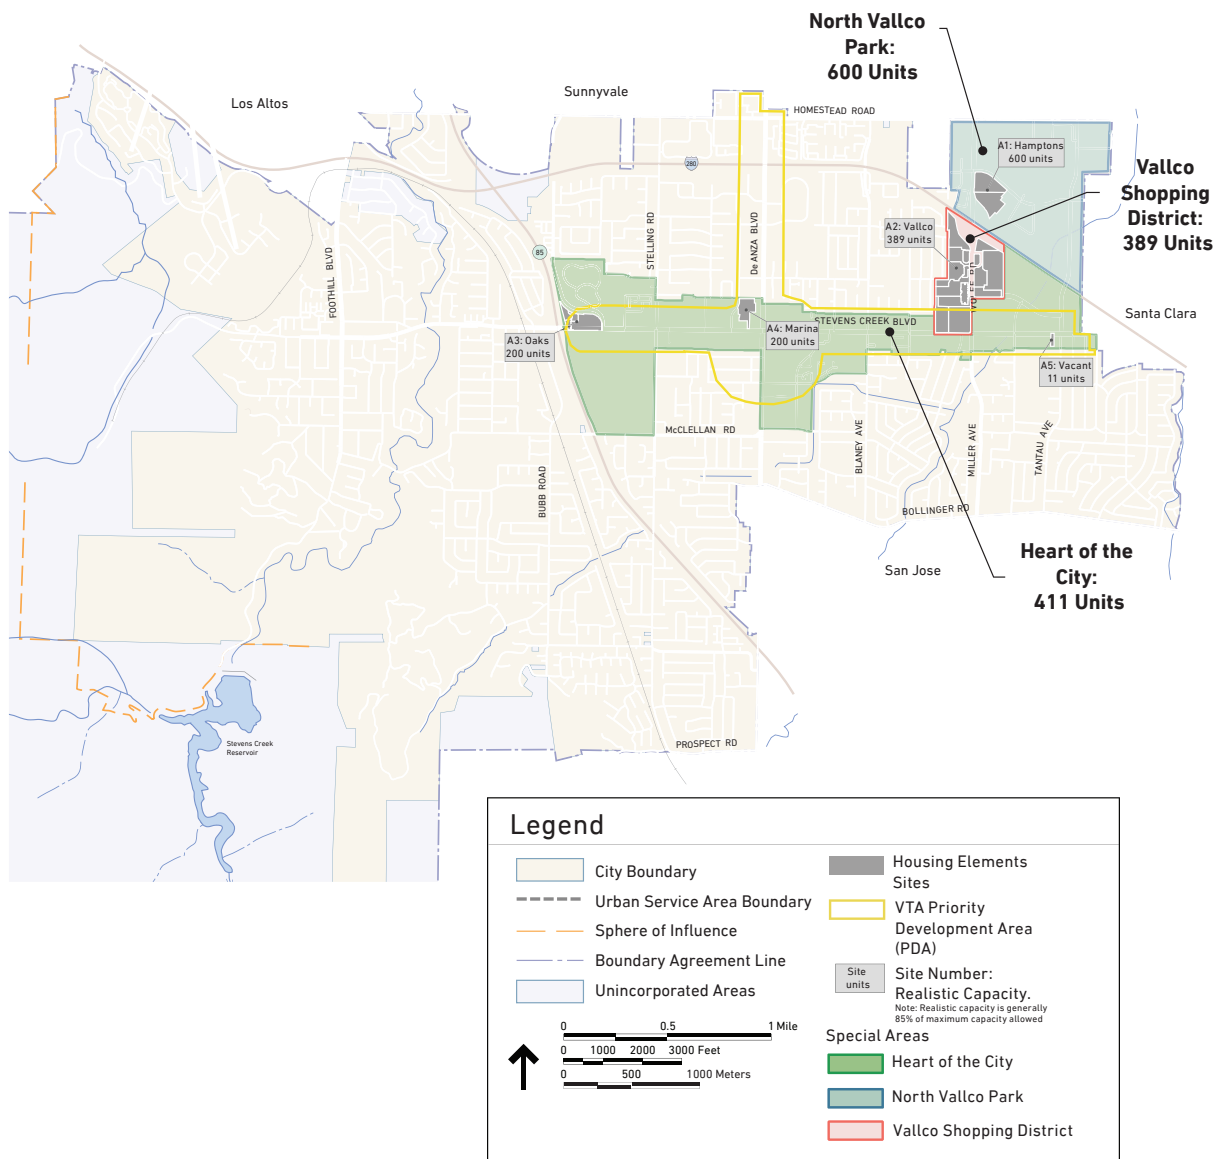 North Vallco
Park:
600 Units
Los Altos
Sunnyvale
HOMESTEAD ROAD
A1: Hamptons
600 units
280
Vallco
Shopping
District:
389 Units
A2: Vallco
389 units
STELLING RD
De ANZA BLVD
85
FOOTHILL BLVD
Santa Clara
STEVENS CREEK BLVD
A3: Oaks
200 units
A4: Marina
200 units
A5: Vacant
11 units
McCLELLAN RD
BLANEY AVE
MILLER AVE
TANTAU AVE
BUBB ROAD
BOLLINGER RD
San Jose
Heart of the
City:
411 Units
Stevens Creek
Reservoir
PROSPECT RD
Legend
City Boundary
Urban Service Area Boundary
Sphere of Influence
Boundary Agreement Line
Unincorporated Areas
0 0.5 1 Mile
0 1000 2000 3000 Feet
0 500 1000 Meters
Housing Elements
Sites
VTA Priority
Development Area
(PDA)
Site
units
Site Number:
Realistic Capacity.
Note: Realistic capacity is generally
85% of maximum capacity allowed
Special Areas
Heart of the City
North Vallco Park
Vallco Shopping District